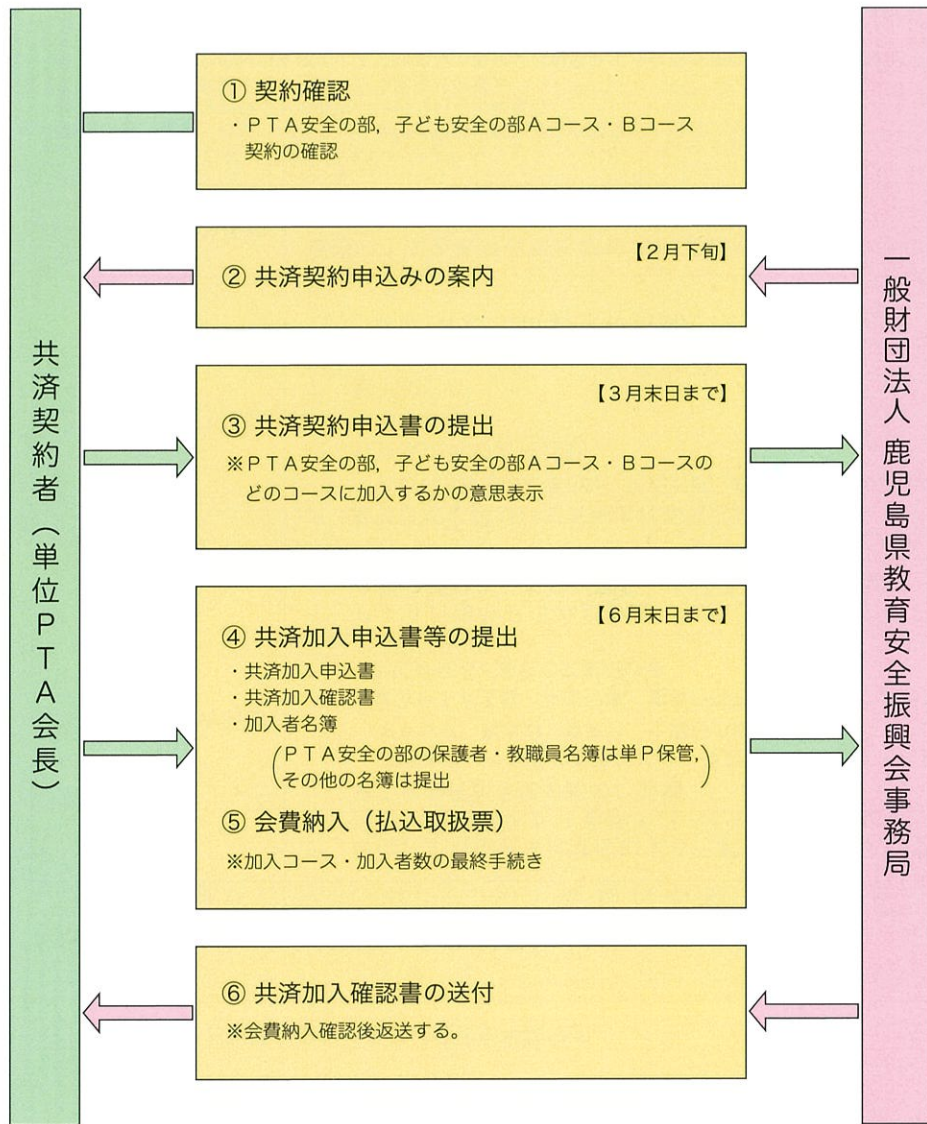 共済契約者（単位PTA会長）
① 契約確認
・PTA安全の部，子ども安全の部Aコース・Bコース
契約の確認
【2月下旬】
② 共済契約申込みの案内
【3月末日まで】
③ 共済契約申込書の提出
※PTA安全の部，子ども安全の部Aコース・Bコースの
どのコースに加入するかの意思表示
【6月末日まで】
④ 共済加入申込書等の提出
・共済加入申込書
・共済加入確認書
・加入者名簿
（PTA安全の部の保護者・教職員名簿は単P保管，
その他の名簿は提出）
⑤ 会費納入（払込取扱票）
※加入コース・加入者数の最終手続き
⑥ 共済加入確認書の送付
※会費納入確認後返送する。
一般財団法人 鹿児島県教育安全振興会事務局